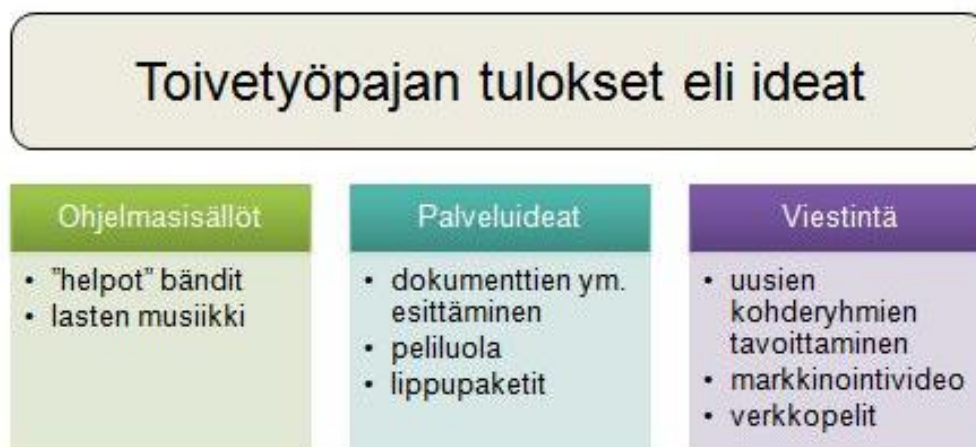 Toivetyöpajan tulokset eli ideat
Ohjelmasisällöt
• "helpot" bändit
• lasten musiikki
Palveluideat
• dokumenttien ym.
esittäminen
• peliluola
• lippupaketit
Viestintä
• uusien
kohderyhmien
tavoittaminen
• markkinointivideo
• verkkopelit